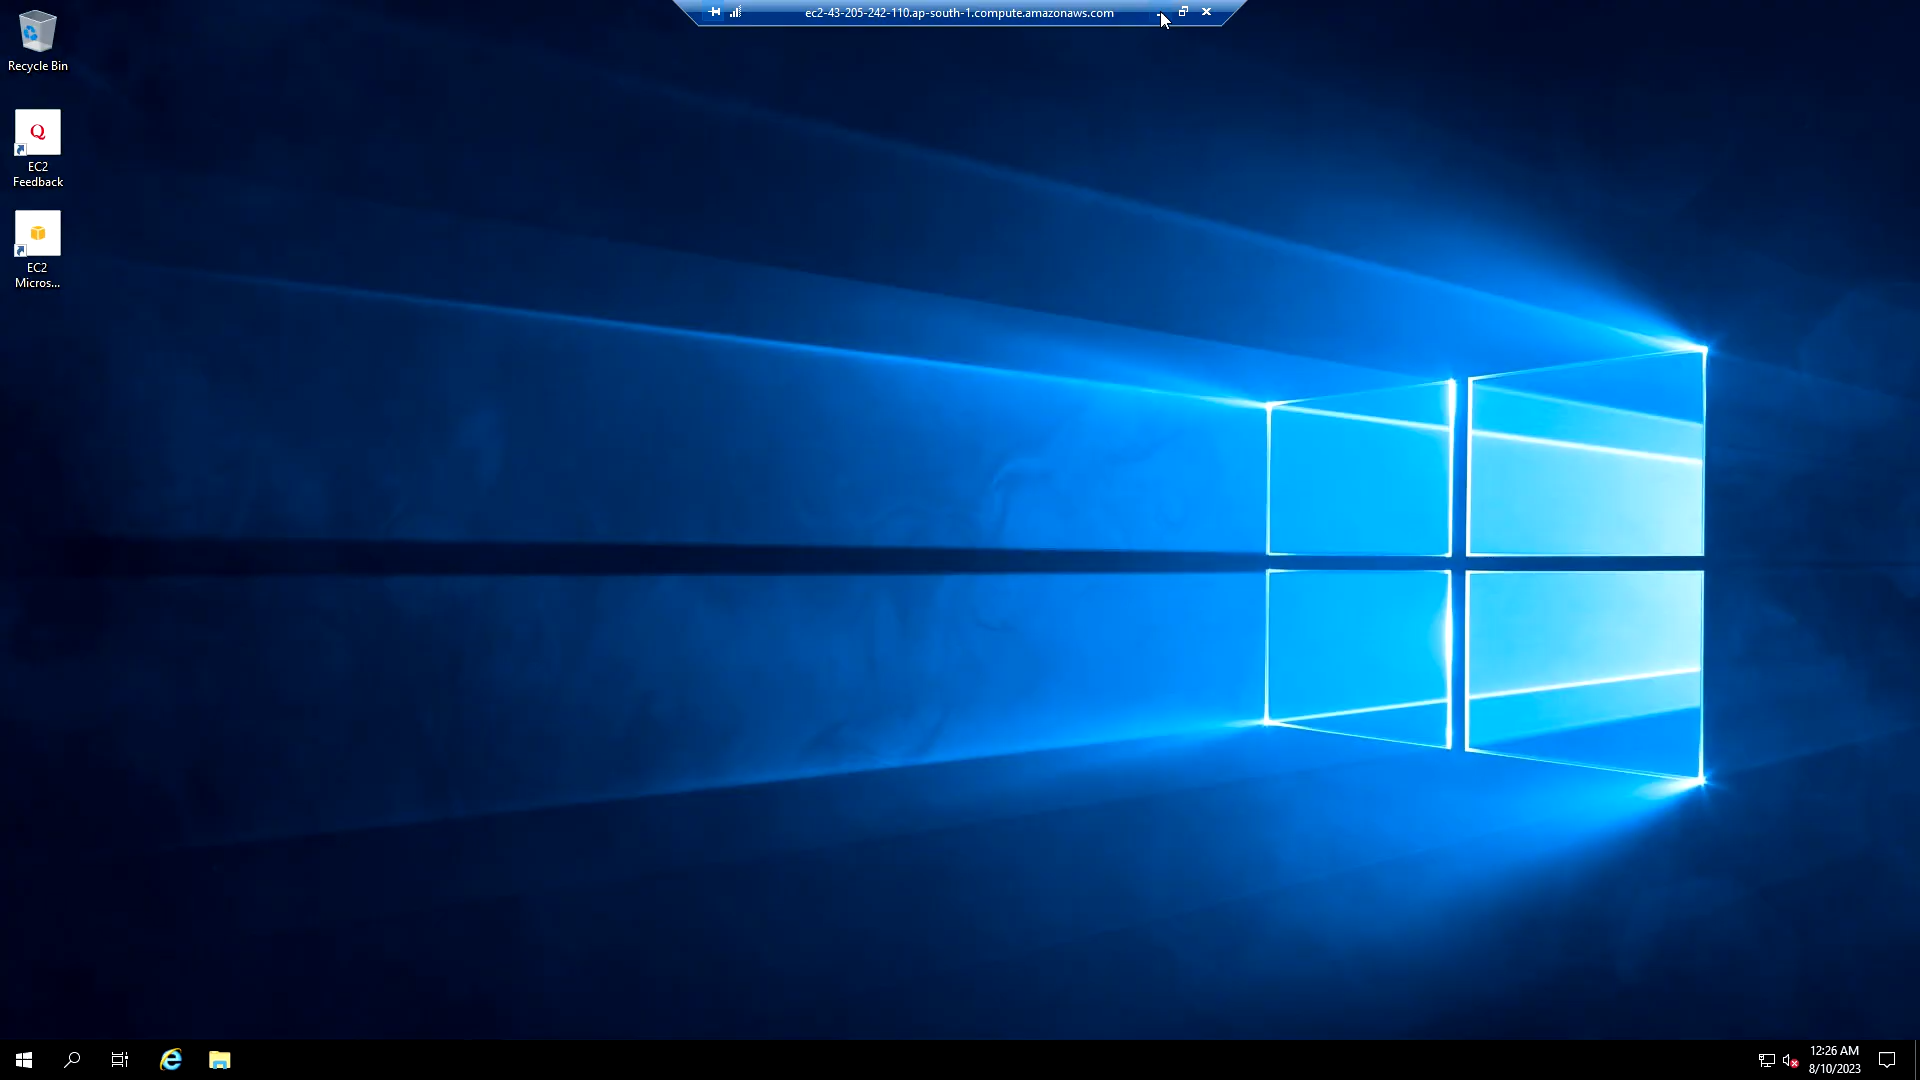 ec2-43-205-242-110.ap-south-1.compute.amazonaws.com
Recycle Bin
Q
EC2
Feedback
EC2
Micros...
12:26 AM
8/10/2023